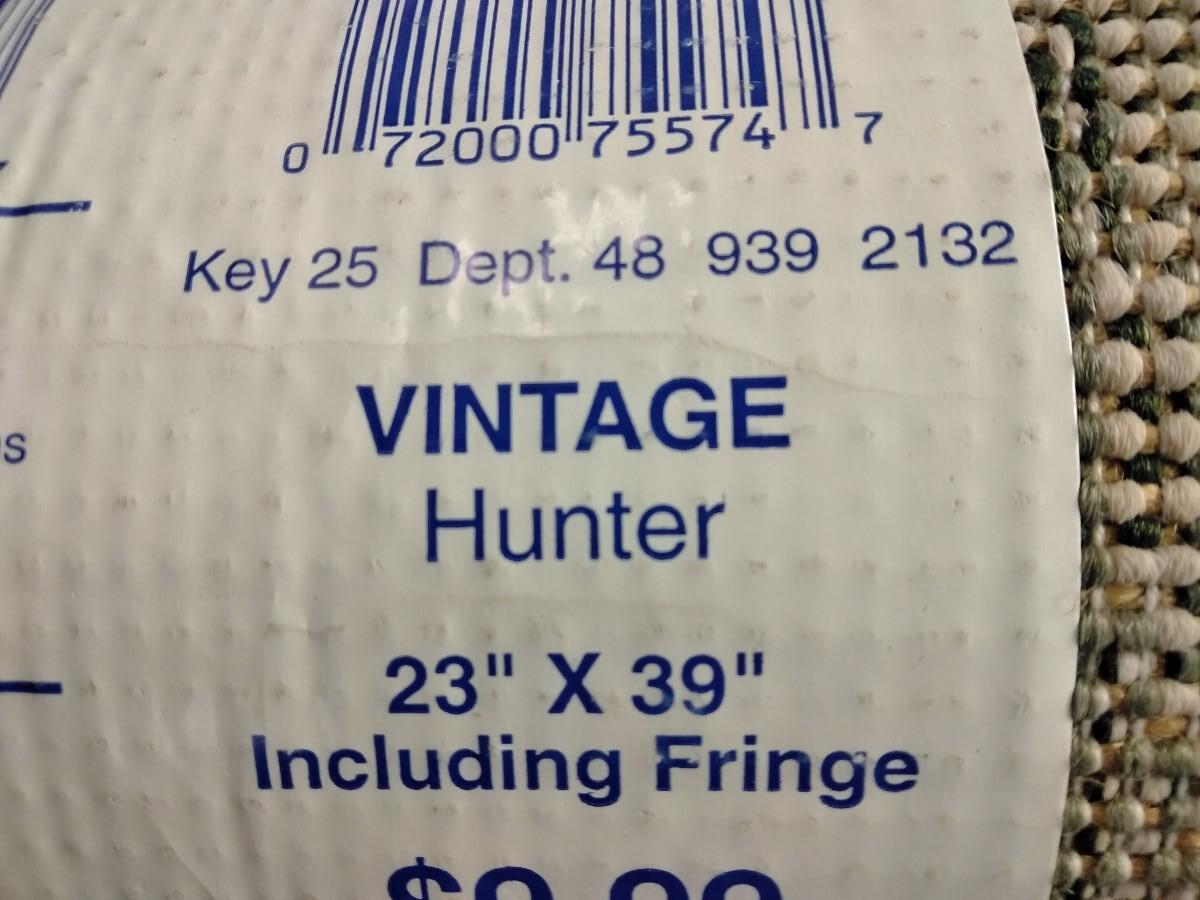 0 72000 75574 7
Key 25 Dept. 48 939 2132
VINTAGE
Hunter
23" X 39"
Including Fringe